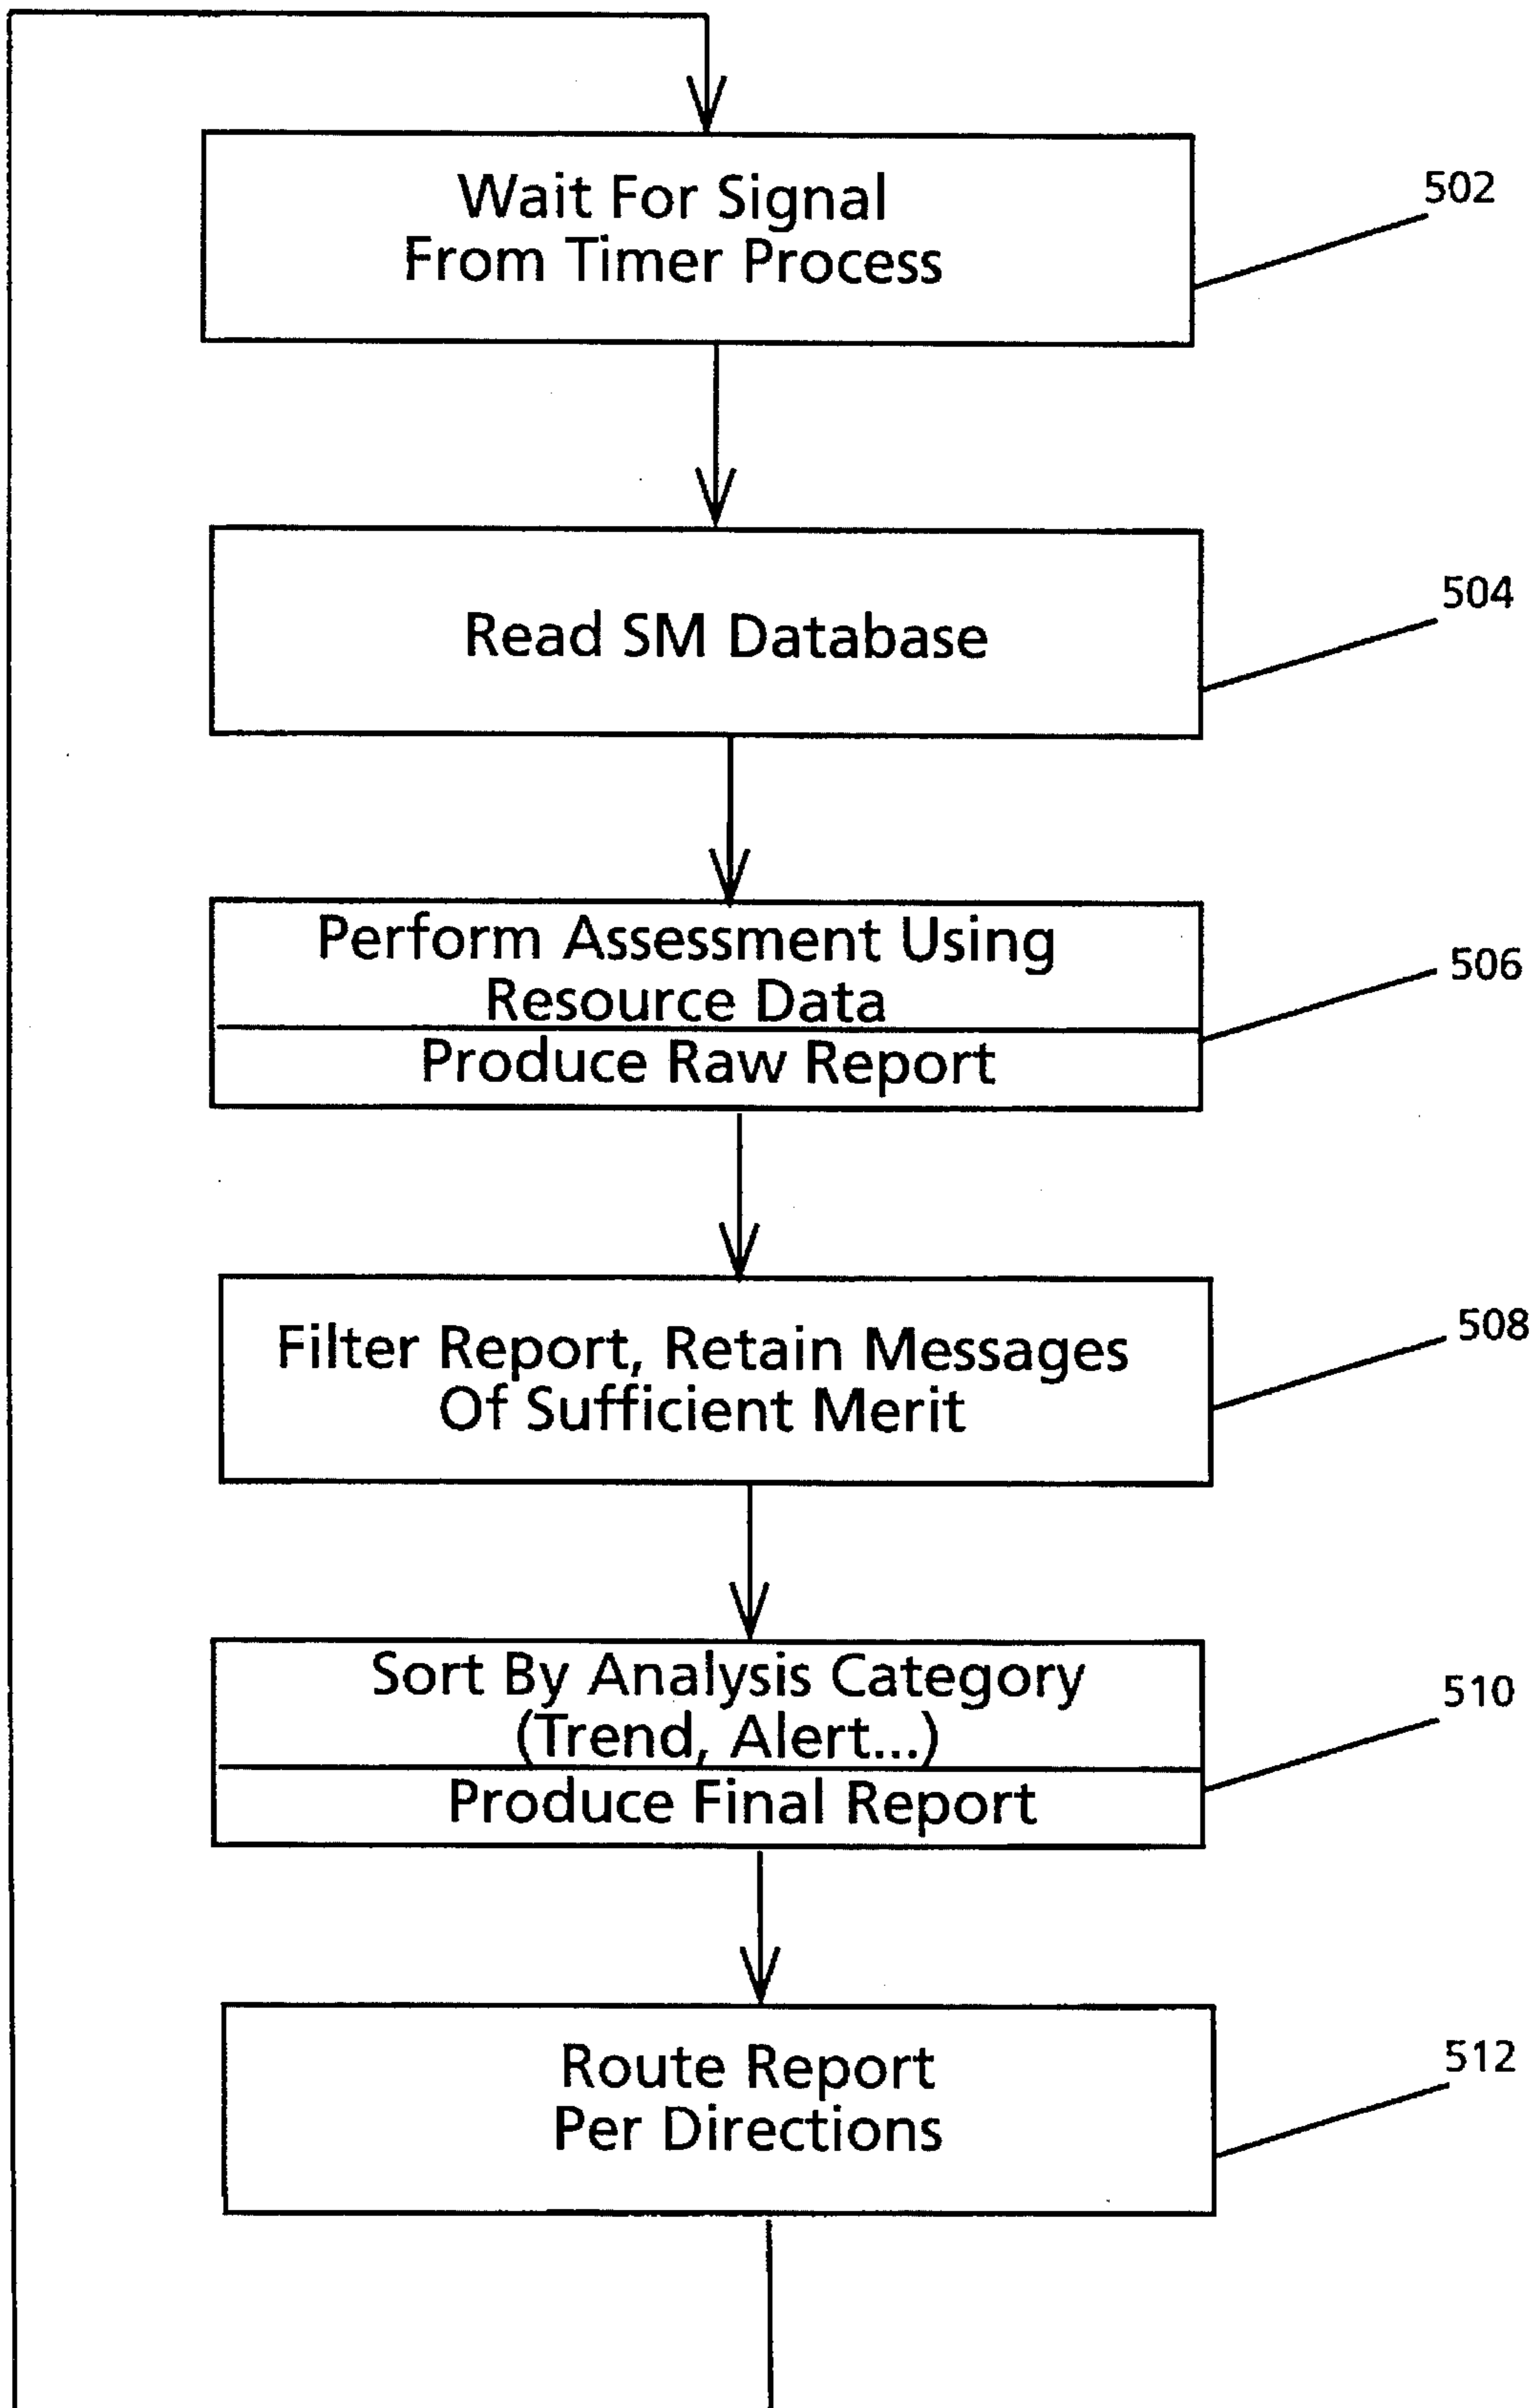 Wait For Signal
From Timer Process
502
Read SM Database
504
Perform Assessment Using
Resource Data
Produce Raw Report
506
Filter Report, Retain Messages
Of Sufficient Merit
508
Sort By Analysis Category
(Trend, Alert...)
Produce Final Report
510
Route Report
Per Directions
512